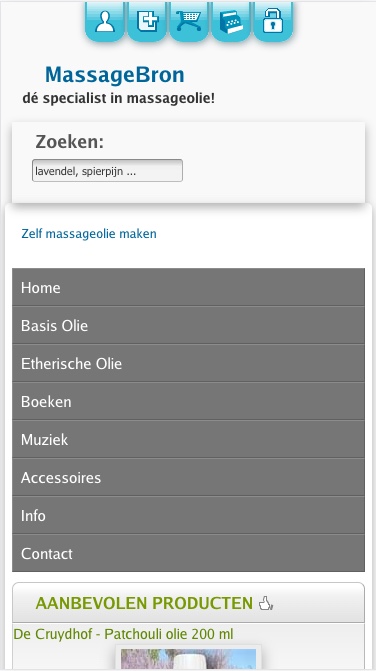 MassageBron
dé specialist in massageolie!
Zoeken:
lavendel, spierpijn ...
Zelf massageolie maken
Home
Basis Olie
Etherische Olie
Boeken
Muziek
Accessoires
Info
Contact
AANBEVOLEN PRODUCTEN
De Cruydhof - Patchouli olie 200 ml